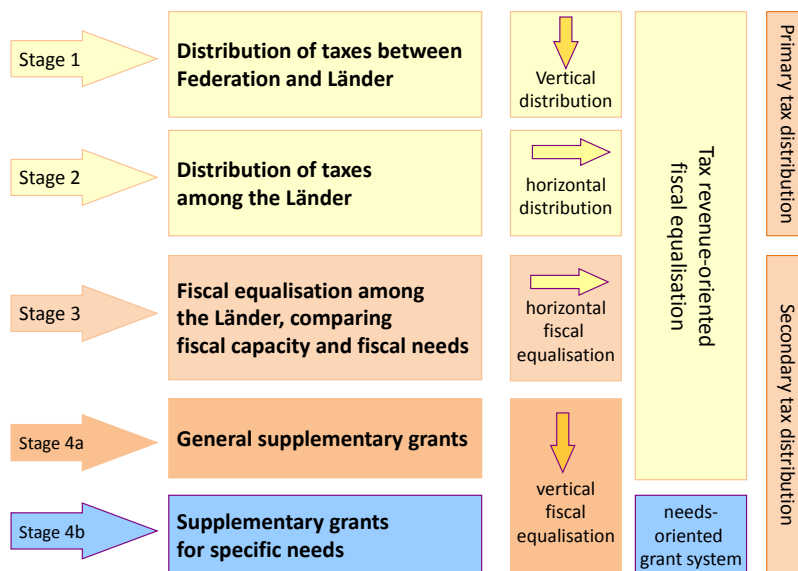 Stage 1
Distribution of taxes between
Federation and Länder
Vertical
distribution
Stage 2
Distribution of taxes
among the Länder
horizontal
distribution
Stage 3
Fiscal equalisation among
the Länder, comparing
fiscal capacity and fiscal needs
horizontal
fiscal
equalisation
Stage 4a
General supplementary grants
Stage 4b
Supplementary grants
for specific needs
vertical
fiscal
equalisation
Tax revenue-oriented
fiscal equalisation
needs-
oriented
grant system
Primary tax distribution
Secondary tax distribution